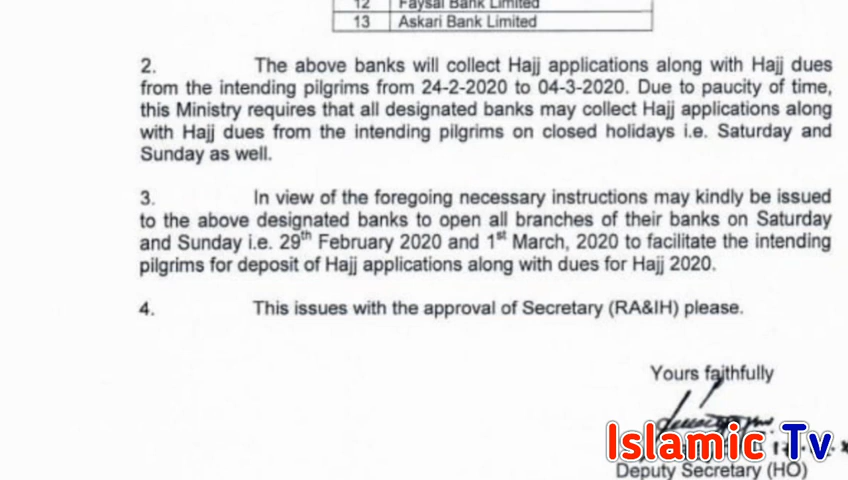 12 Faysal Bank Limited
13 Askari Bank Limited
2. The above banks will collect Hajj applications along with Hajj dues
from the intending pilgrims from 24-2-2020 to 04-3-2020. Due to paucity of time,
this Ministry requires that all designated banks may collect Hajj applications along
with Hajj dues from the intending pilgrims on closed holidays i.e. Saturday and
Sunday as well.
3. In view of the foregoing necessary instructions may kindly be issued
to the above designated banks to open all branches of their banks on Saturday
and Sunday i.e. 29th February 2020 and 1st March, 2020 to facilitate the intending
pilgrims for deposit of Hajj applications along with dues for Hajj 2020.
4. This issues with the approval of Secretary (RA&IH) please.
Yours faithfully
Islamic Tv
Deputy Secretary (HO)